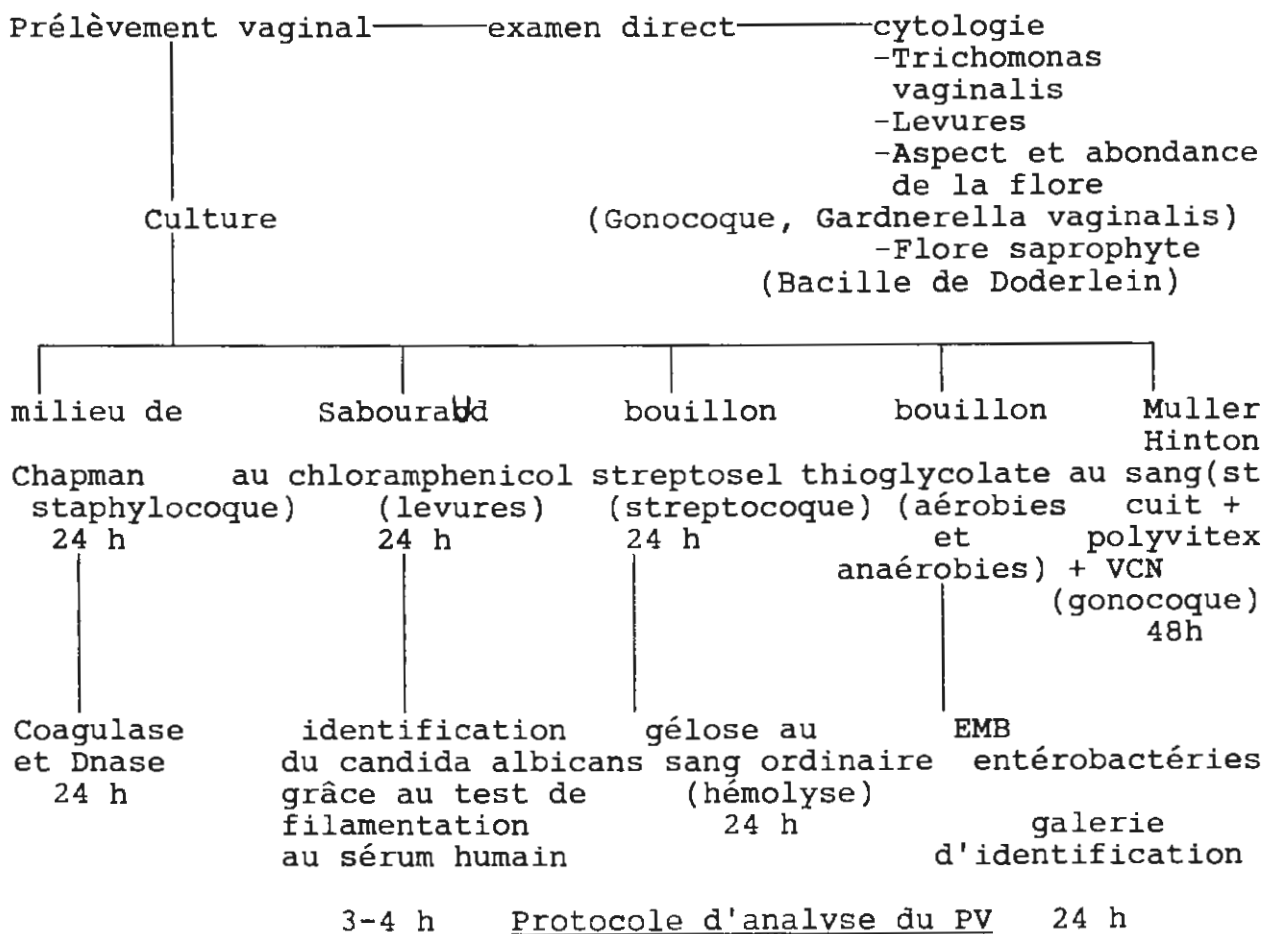 Prélèvement vaginal examen direct cytologie
-Trichomonas
vaginalis
-Levures
-Aspect et abondance
de la flore
Culture (Gonocoque, Gardnerella vaginalis)
-Flore saprophyte
(Bacille de Doderlein)
milieu de Sabouraud bouillon bouillon Muller
Hinton
Chapman au chloramphenicol streptosel thioglycolate au sang(st
staphylocoque) (levures) (streptocoque) (aérobies cuit +
24 h 24 h 24 h et polyvitex
anaérobies) + VCN
(gonocoque)
48h
Coagulase identification gélose au EMB
et Dnase du candida albicans sang ordinaire entérobactéries
24 h grâce au test de (hémolyse)
filamentation 24 h galerie
au sérum humain d'identification
3-4 h Protocole d'analyse du PV 24 h